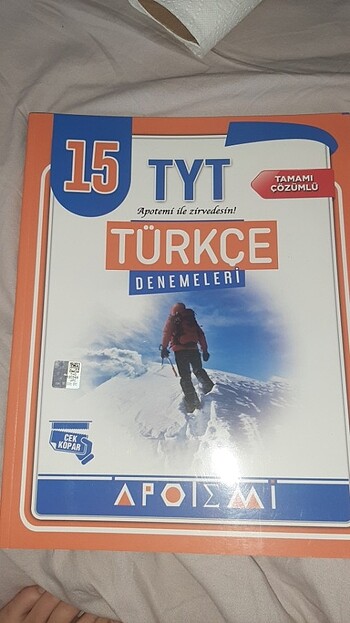 15
TYT
Apotemi ile zirvedesin!
TAMAMI
ÇÖZÜMLÜ
TÜRKÇE
DENEMELERİ
ÇEK
KOPAR
APOTEMİ